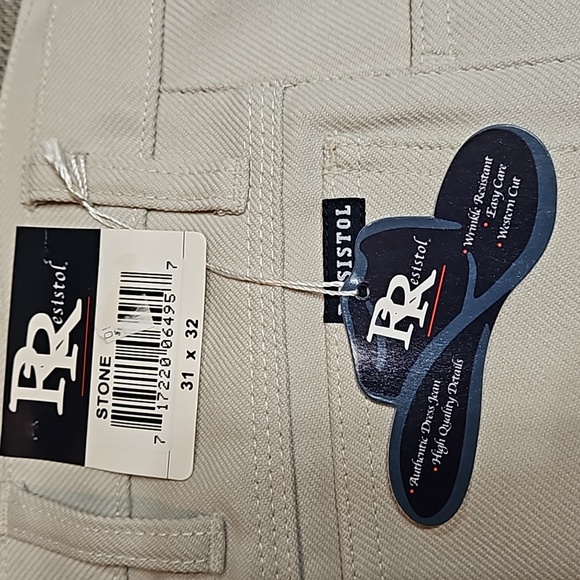 Resistol
STONE
7 17220 06495 7
31 x 32
SISTOL
Resistol
• Wrinkle Resistant
• Easy Care
• Western Cut
• Authentic Dress Jean
• High Quality Details